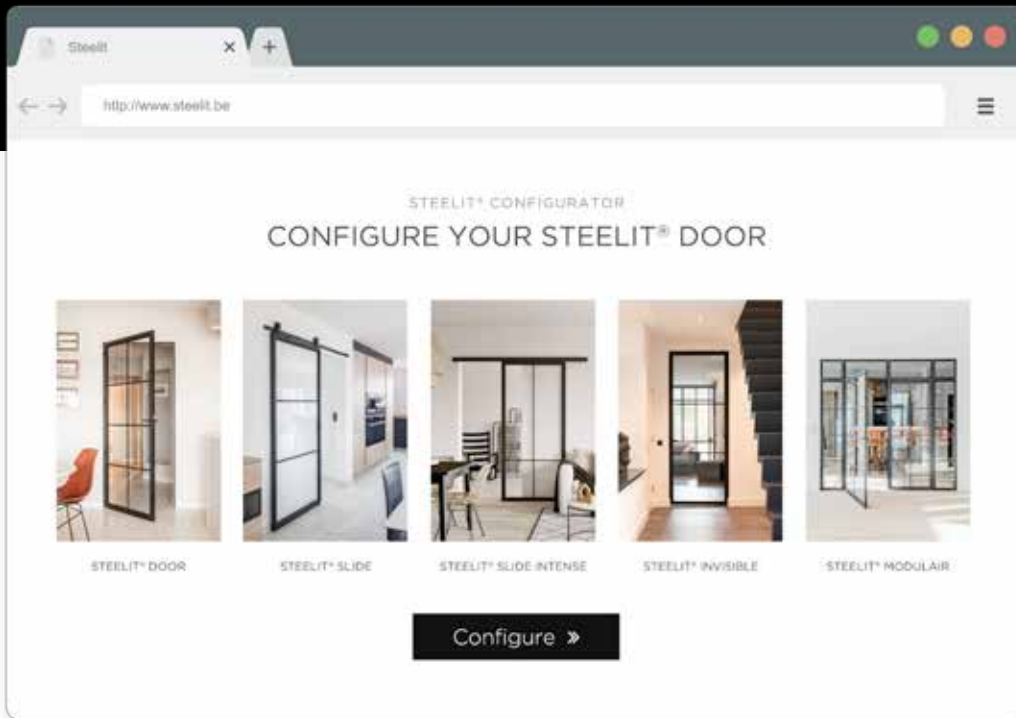 Steelit
http://www.steelit.be
STEELIT® CONFIGURATOR
CONFIGURE YOUR STEELIT® DOOR
STEELIT® DOOR
STEELIT® SLIDE
STEELIT® SLIDE INTENSE
STEELIT® INVISIBLE
STEELIT® MODULAIR
Configure »